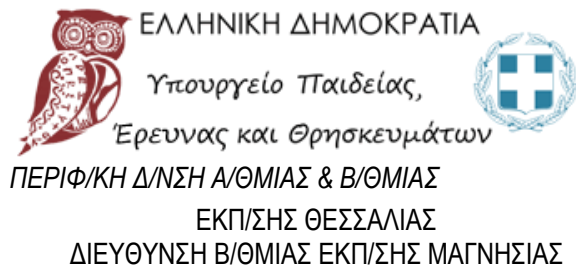 ΕΛΛΗΝΙΚΗ ΔΗΜΟΚΡΑΤΙΑ
Υπουργείο Παιδείας,
Έρευνας και Θρησκευμάτων
ΠΕΡΙΦ/ΚΗ Δ/ΝΣΗ Α/ΘΜΙΑΣ & Β/ΘΜΙΑΣ
ΕΚΠ/ΣΗΣ ΘΕΣΣΑΛΙΑΣ
ΔΙΕΥΘΥΝΣΗ Β/ΘΜΙΑΣ ΕΚΠ/ΣΗΣ ΜΑΓΝΗΣΙΑΣ